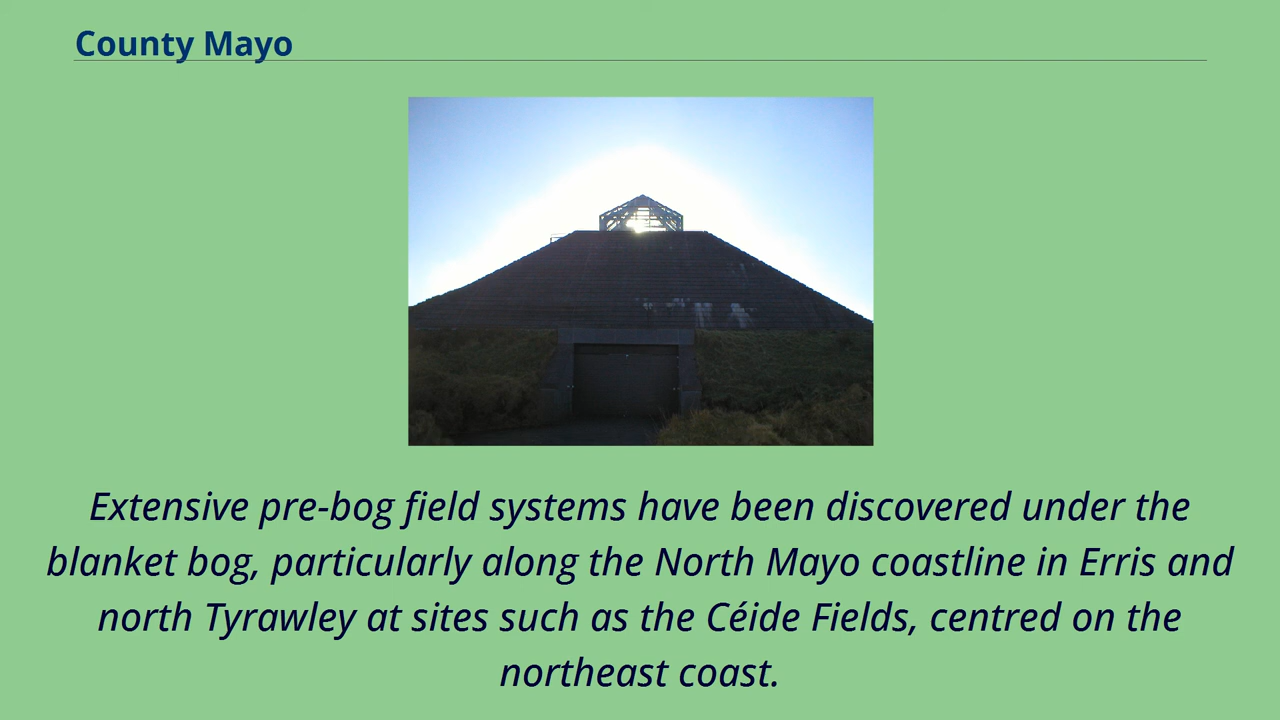 County Mayo
Extensive pre-bog field systems have been discovered under the
blanket bog, particularly along the North Mayo coastline in Erris and
north Tyrawley at sites such as the Céide Fields, centred on the
northeast coast.